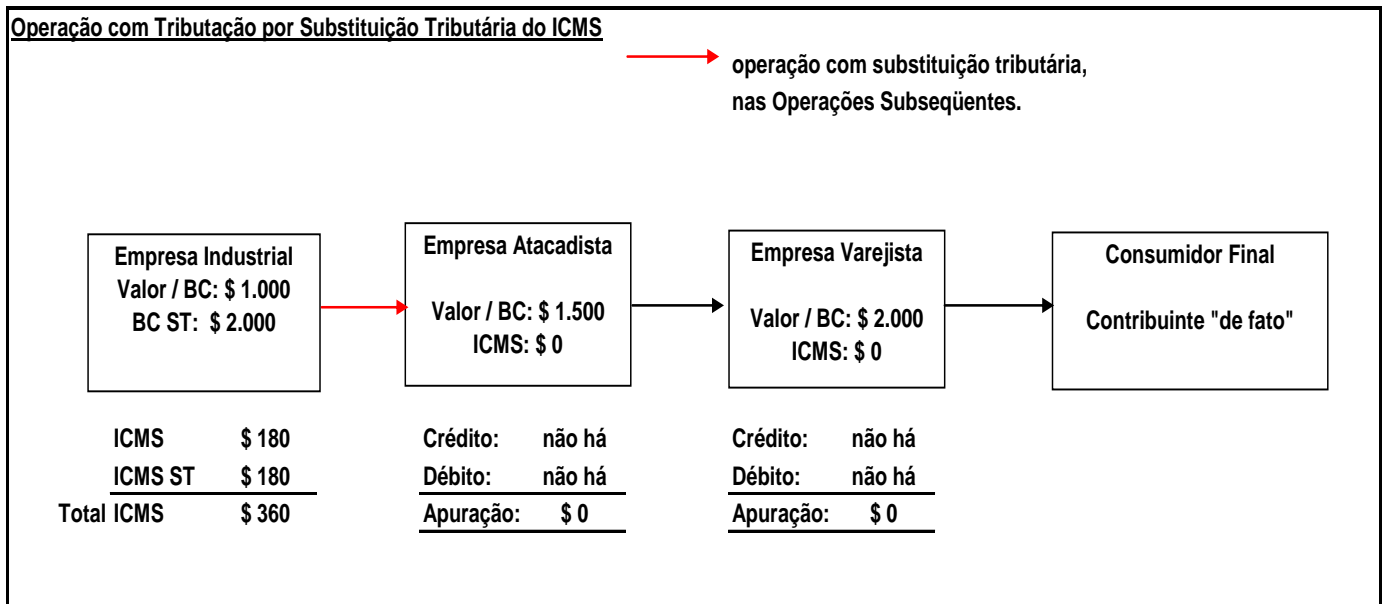 Operação com Tributação por Substituição Tributária do ICMS
operação com substituição tributária,
nas Operações Subseqüentes.
Empresa Industrial
Valor / BC: $ 1.000
BC ST: $ 2.000
Empresa Atacadista
Valor / BC: $ 1.500
ICMS: $ 0
Empresa Varejista
Valor / BC: $ 2.000
ICMS: $ 0
Consumidor Final
Contribuinte "de fato"
ICMS $ 180
ICMS ST $ 180
Total ICMS $ 360
Crédito: não há
Débito: não há
Apuração: $ 0
Crédito: não há
Débito: não há
Apuração: $ 0